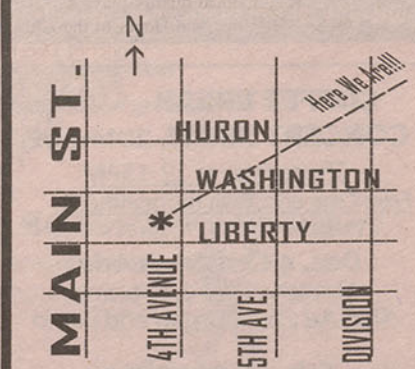 N
MAIN ST.
Here We Are!!!
HURON
WASHINGTON
*
LIBERTY
4TH AVENUE
5TH AVE
DIVISION